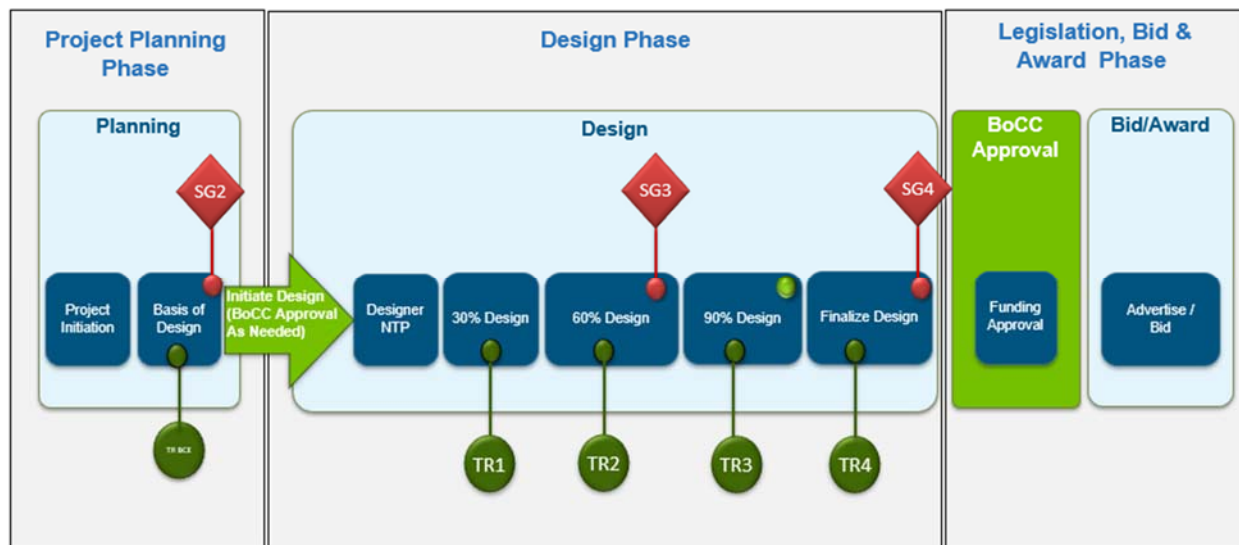 Project Planning
Phase
Design Phase
Legislation, Bid &
Award Phase
Planning
SG2
Project
Initiation
Basis of
Design
TR BCE
Initiate Design
(BoCC Approval
As Needed)
Design
SG3
SG4
Designer
NTP
30% Design
60% Design
90% Design
Finalize Design
TR1
TR2
TR3
TR4
BoCC
Approval
Funding
Approval
Bid/Award
Advertise /
Bid